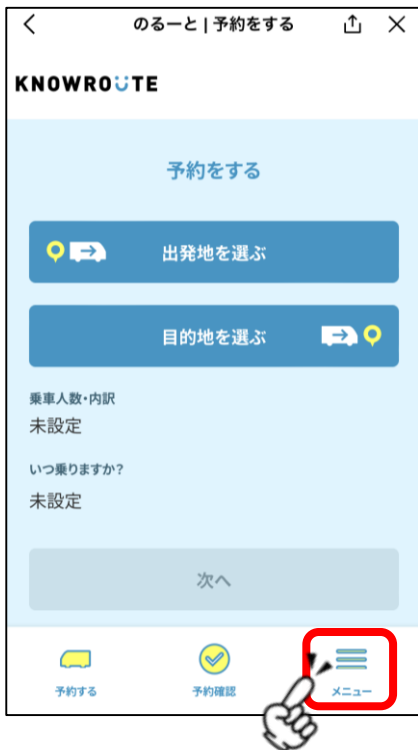 のるーと | 予約をする
KNOWROUTE
予約をする
出発地を選ぶ
目的地を選ぶ
乗車人数・内訳
未設定
いつ乗りますか?
未設定
次へ
予約する
予約確認
メニュー